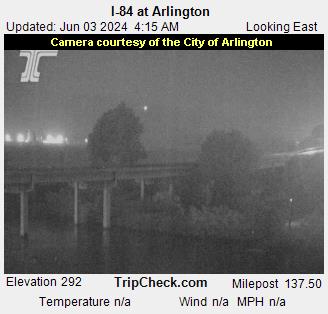 I-84 at Arlington
Updated: Jun 03 2024 4:15 AM Looking East
Camera courtesy of the City of Arlington
Elevation 292 TripCheck.com Milepost 137.50
Temperature n/a Wind n/a MPH n/a